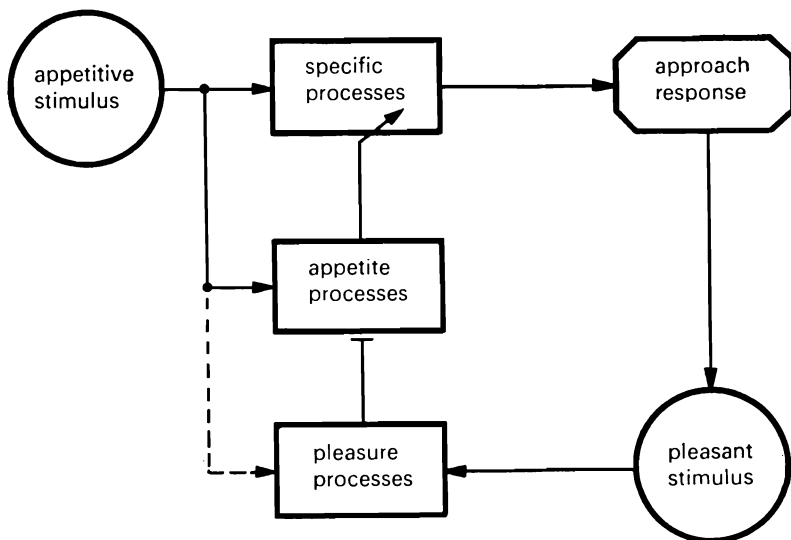 appetitive
stimulus
specific
processes
approach
response
appetite
processes
pleasure
processes
pleasant
stimulus